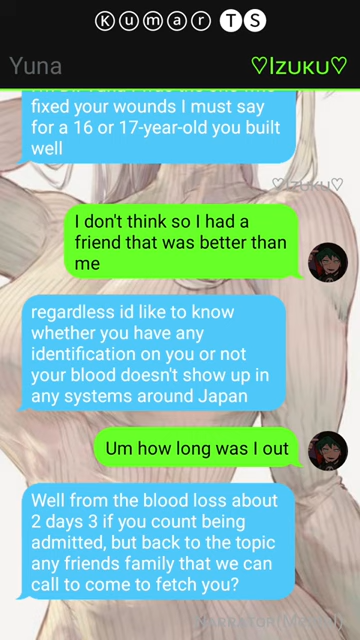 Kumar TS
Yuna
♡Izuku♡
fixed your wounds I must say
for a 16 or 17-year-old you built
well
♡Izuku♡
I don't think so I had a
friend that was better than
me
regardless id like to know
whether you have any
identification on you or not
your blood doesn't show up in
any systems around Japan
Um how long was I out
Well from the blood loss about
2 days 3 if you count being
admitted, but back to the topic
any friends family that we can
call to come to fetch you?